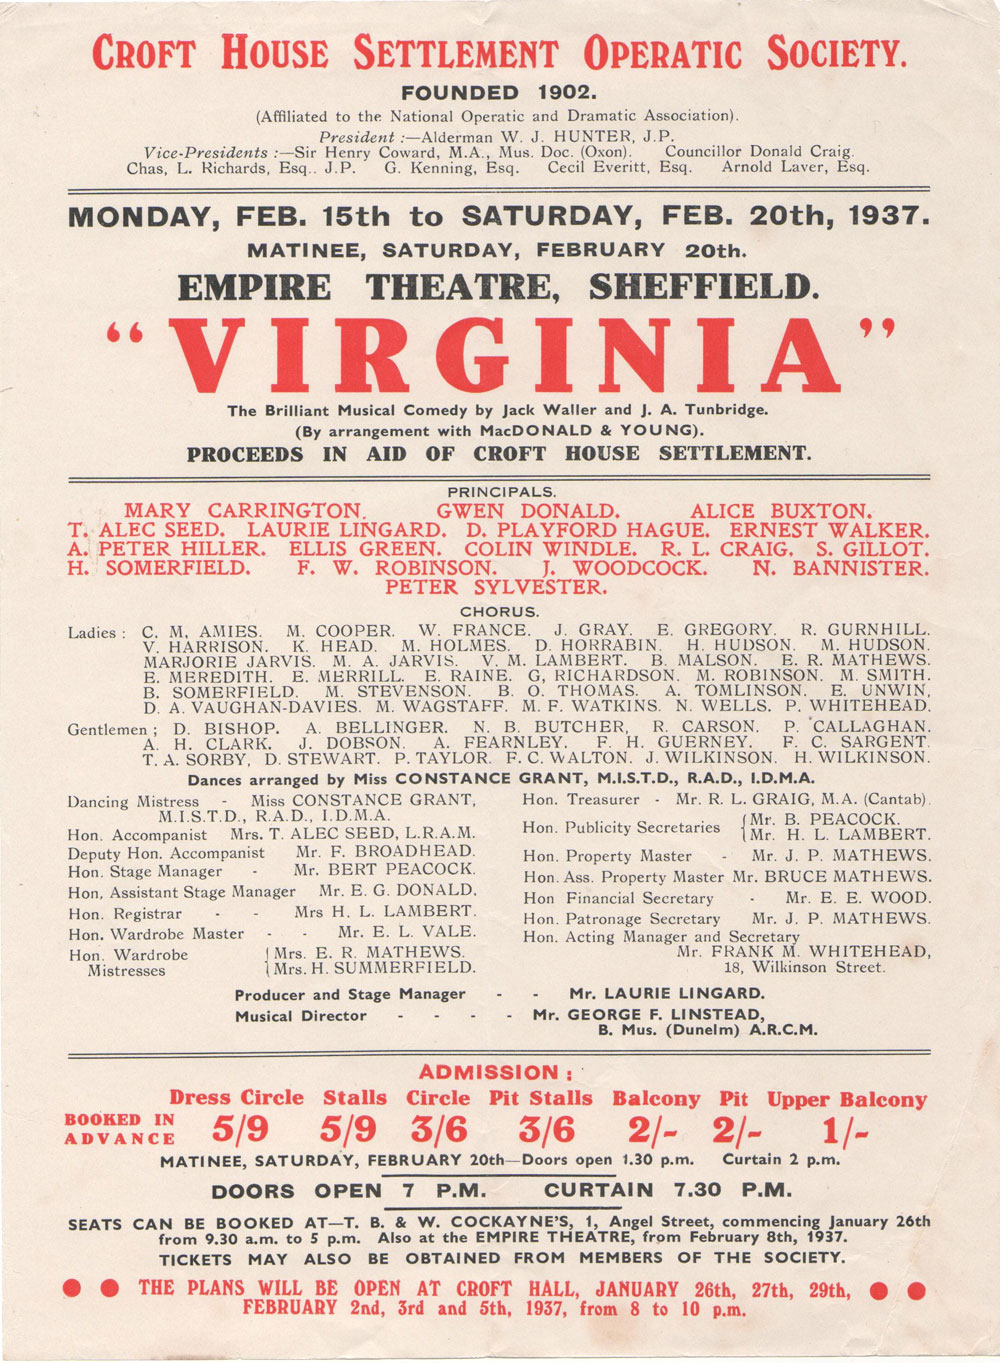 CROFT HOUSE SETTLEMENT OPERATIC SOCIETY.
FOUNDED 1902.
(Affiliated to the National Operatic and Dramatic Association).
President :—Alderman W. J. HUNTER, J.P.
Vice-Presidents :—Sir Henry Coward, M.A., Mus. Doc. (Oxon). Councillor Donald Craig.
Chas, L. Richards, Esq.. J.P. G. Kenning, Esq. Cecil Everitt, Esq. Arnold Laver, Esq.
MONDAY, FEB. 15th to SATURDAY, FEB. 20th, 1937.
MATINEE, SATURDAY, FEBRUARY 20th.
EMPIRE THEATRE, SHEFFIELD.
“VIRGINIA”
The Brilliant Musical Comedy by Jack Waller and J. A. Tunbridge.
(By arrangement with MacDONALD & YOUNG).
PROCEEDS IN AID OF CROFT HOUSE SETTLEMENT.
PRINCIPALS.
MARY CARRINGTON. GWEN DONALD. ALICE BUXTON.
T. ALEC SEED. LAURIE LINGARD. D. PLAYFORD HAGUE. ERNEST WALKER.
A. PETER HILLER. ELLIS GREEN. COLIN WINDLE. R. L. CRAIG. S. GILLOT.
H. SOMERFIELD. F. W. ROBINSON. J. WOODCOCK. N. BANNISTER.
PETER SYLVESTER.
CHORUS.
Ladies : C. M, AMIES. M. COOPER. W. FRANCE. J. GRAY. E. GREGORY. R. GURNHILL.
V. HARRISON. K. HEAD. M. HOLMES. D. HORRABIN. H. HUDSON. M. HUDSON.
MARJORIE JARVIS. M. A. JARVIS. V. M. LAMBERT. B. MALSON. E. R. MATHEWS.
E. MEREDITH. E. MERRILL. E. RAINE. G, RICHARDSON. M. ROBINSON. M. SMITH.
B. SOMERFIELD. M. STEVENSON. B. O. THOMAS. A. TOMLINSON. E. UNWIN,
D. A. VAUGHAN-DAVIES. M. WAGSTAFF. M. F. WATKINS. N. WELLS. P. WHITEHEAD.
Gentlemen ; D. BISHOP. A. BELLINGER. N. B. BUTCHER, R. CARSON. P. CALLAGHAN.
A. H. CLARK. J. DOBSON. A. FEARNLEY. F. H. GUERNEY. F. C. SARGENT.
T. A. SORBY, D. STEWART. P. TAYLOR. F. C. WALTON. J. WILKINSON. H. WILKINSON.
Dances arranged by Miss CONSTANCE GRANT, M.I.S.T.D., R.A.D., I.D.M.A.
Dancing Mistress - Miss CONSTANCE GRANT,
M.I.S.T.D., R.A.D., I.D.M.A.
Hon. Accompanist Mrs. T. ALEC SEED, L.R.A.M.
Deputy Hon. Accompanist Mr. F. BROADHEAD.
Hon. Stage Manager - Mr. BERT PEACOCK.
Hon, Assistant Stage Manager Mr. E. G. DONALD.
Hon. Registrar - - Mrs H. L. LAMBERT.
Hon. Wardrobe Master - - Mr. E. L. VALE.
Hon. Wardrobe Mistresses { Mrs. E. R. MATHEWS.
Mrs. H. SUMMERFIELD.
Hon. Treasurer - Mr. R. L. GRAIG, M.A. (Cantab).
Hon. Publicity Secretaries { Mr. B. PEACOCK.
Mr. H. L. LAMBERT.
Hon. Property Master - Mr. J. P. MATHEWS.
Hon. Ass. Property Master Mr. BRUCE MATHEWS.
Hon Financial Secretary - Mr. E. E. WOOD.
Hon. Patronage Secretary Mr. J. P. MATHEWS.
Hon. Acting Manager and Secretary
Mr. FRANK M. WHITEHEAD,
18, Wilkinson Street.
Producer and Stage Manager - - Mr. LAURIE LINGARD.
Musical Director - - - - Mr. GEORGE F. LINSTEAD,
B. Mus. (Dunelm) A.R.C.M.
ADMISSION :
Dress Circle Stalls Circle Pit Stalls Balcony Pit Upper Balcony
BOOKED IN ADVANCE 5/9 5/9 3/6 3/6 2/- 2/- 1/-
MATINEE, SATURDAY, FEBRUARY 20th—Doors open 1.30 p.m. Curtain 2 p.m.
DOORS OPEN 7 P.M. CURTAIN 7.30 P.M.
SEATS CAN BE BOOKED AT—T. B. & W. COCKAYNE'S, 1, Angel Street, commencing January 26th
from 9.30 a.m. to 5 p.m. Also at the EMPIRE THEATRE, from February 8th, 1937.
TICKETS MAY ALSO BE OBTAINED FROM MEMBERS OF THE SOCIETY.
THE PLANS WILL BE OPEN AT CROFT HALL, JANUARY 26th, 27th, 29th,
FEBRUARY 2nd, 3rd and 5th, 1937, from 8 to 10 p.m.